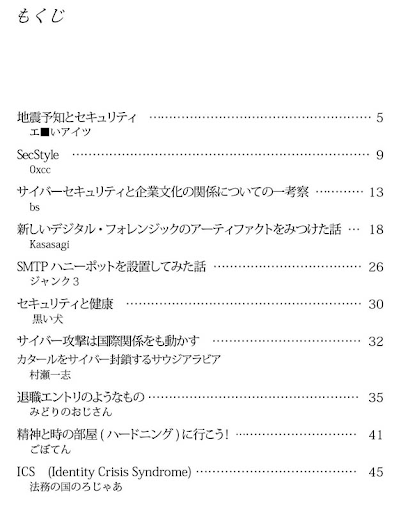 もくじ
地震予知とセキュリティ ………………………………………………… 5
エ■いアイツ
SecStyle ………………………………………………………………… 9
0xcc
サイバーセキュリティと企業文化の関係についての一考察 ………… 13
bs
新しいデジタル・フォレンジックのアーティファクトをみつけた話 … 18
Kasasagi
SMTP ハニーポットを設置してみた話 ……………………………… 26
ジャンク３
セキュリティと健康 …………………………………………………… 30
黒い犬
サイバー攻撃は国際関係をも動かす ……………………………… 32
カタールをサイバー封鎖するサウジアラビア
村瀬一志
退職エントリのようなもの …………………………………………… 35
みどりのおじさん
精神と時の部屋 ( ハードニング ) に行こう！ ………………………… 41
ごぼてん
ICS (Identity Crisis Syndrome) ………………………………… 45
法務の国のろじゃあ